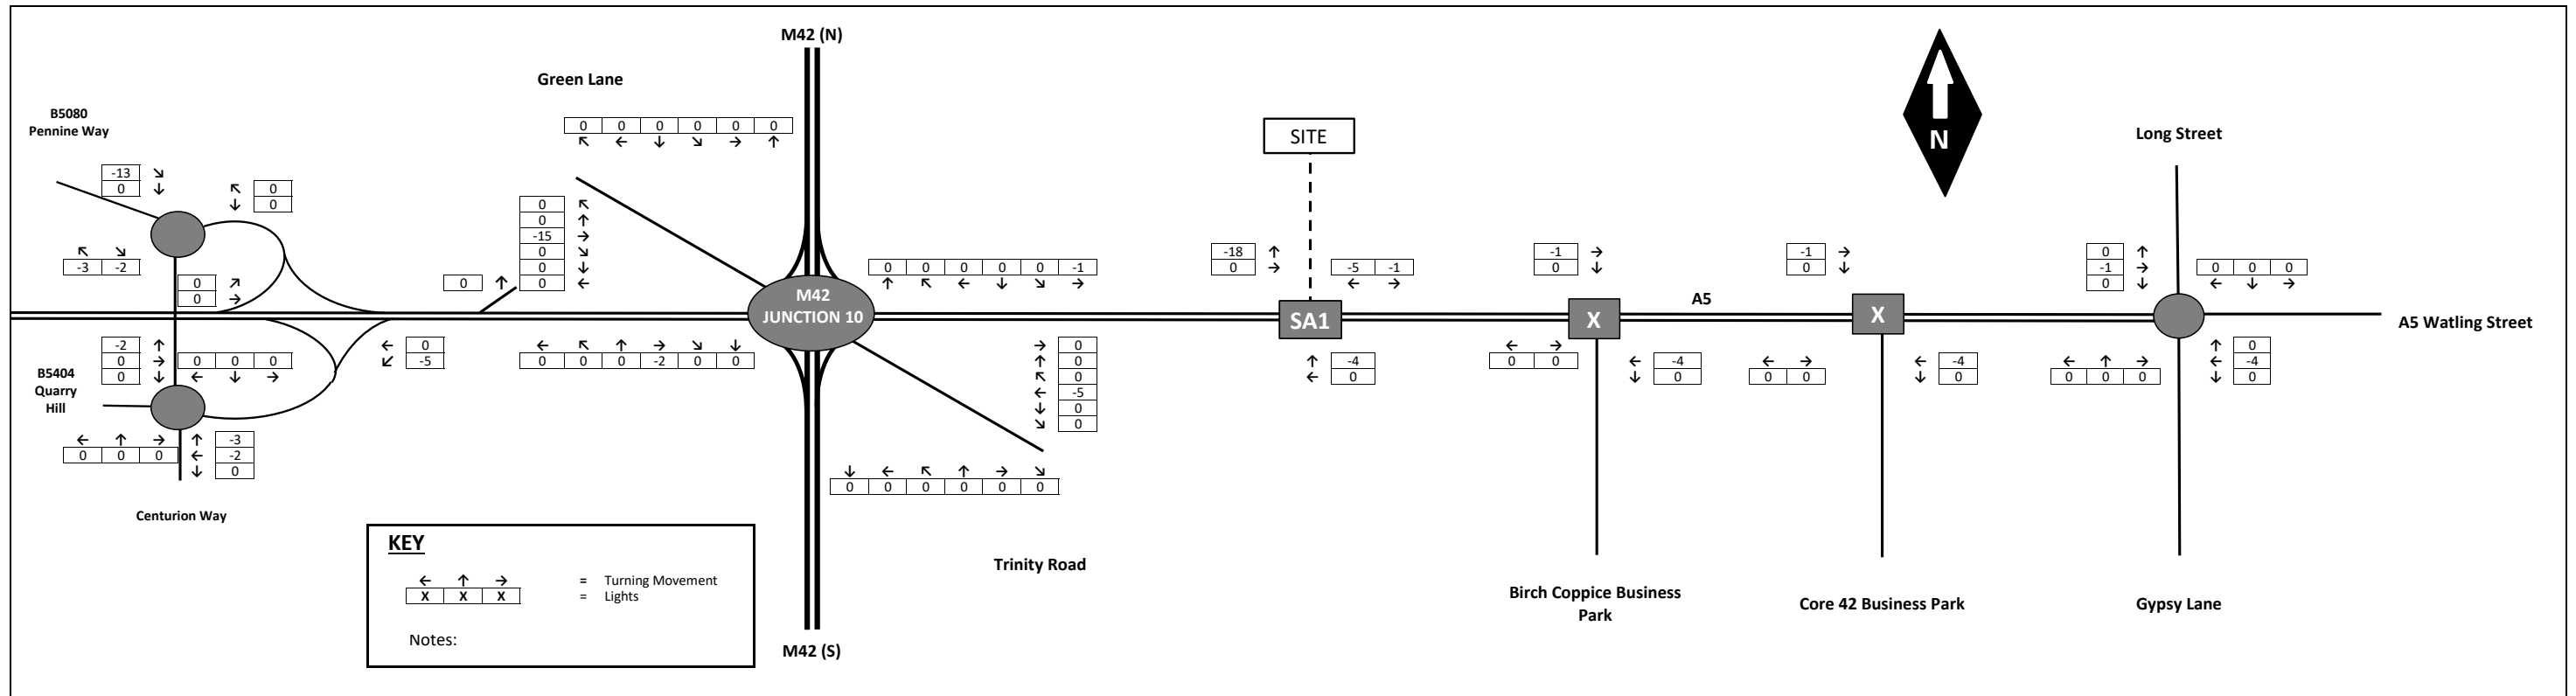 M42 (N)
Green Lane
B5080
Pennine Way
SITE
N
Long Street
0 0 0 0 0 0
↖ ← ↓ ↘ → ↑
-13 ↘
0 ↓
↖ 0
↓ 0
↖ ↘
-3 -2
0 ↗
0 →
0 ↖
0 ↑
-15 →
0 ↘
0 ↓
0 ←
0 ↑
0 0 0 0 0 -1
↑ ↖ ← ↓ ↘ →
M42
JUNCTION 10
-18 ↑
0 →
-5 -1
← →
SA1
-1 →
0 ↓
X
A5
-1 →
0 ↓
X
0 ↑
-1 →
0 ↓
0 0 0
← ↓ →
A5 Watling Street
-2 ↑
0 →
0 ↓
0 0 0
← ↓ →
← 0
↙ -5
← ↖ ↑ → ↘ ↓
0 0 0 -2 0 0
→ 0
↑ 0
↖ 0
← -5
↓ 0
↘ 0
↑ -4
← 0
← →
0 0
← -4
↓ 0
← →
0 0
← -4
↓ 0
← ↑ →
0 0 0
↑ 0
← -4
↓ 0
B5404
Quarry
Hill
← ↑ →
0 0 0
↑ -3
← -2
↓ 0
↓ ← ↖ ↑ → ↘
0 0 0 0 0 0
Centurion Way
KEY
← ↑ → = Turning Movement
X X X = Lights
Notes:
Trinity Road
M42 (S)
Birch Coppice Business
Park
Core 42 Business Park
Gypsy Lane